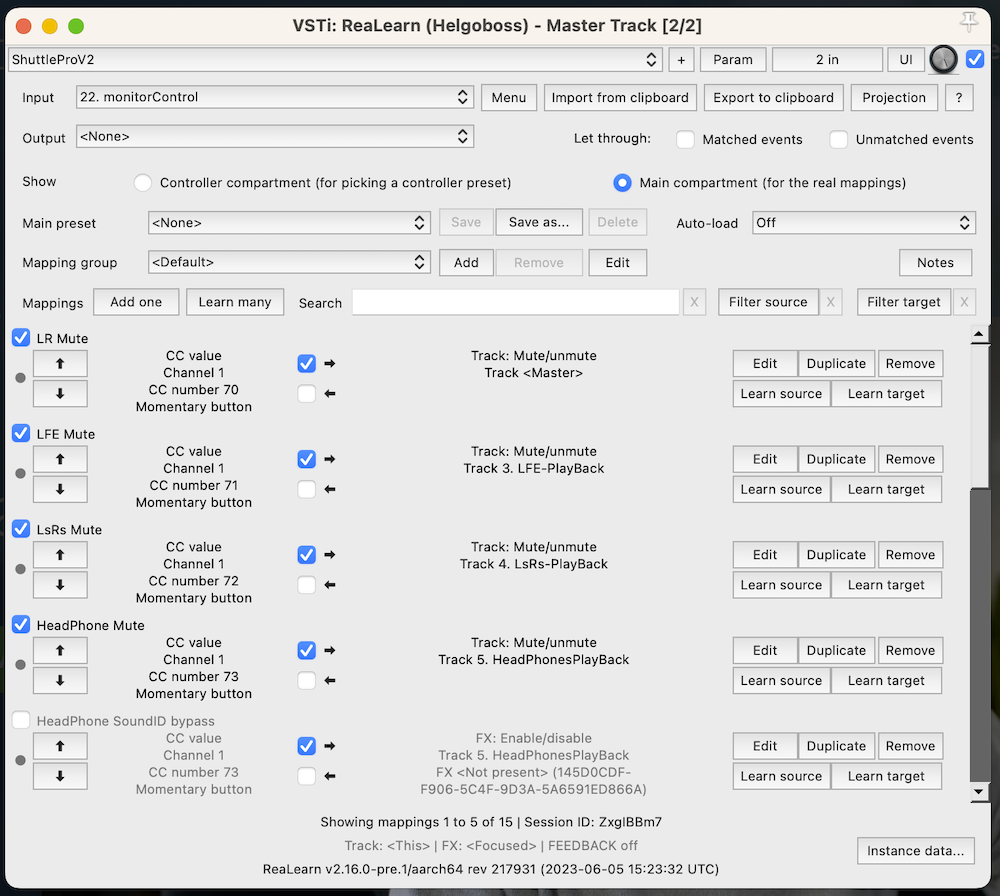 VSTi: ReaLearn (Helgoboss) - Master Track [2/2]
ShuttleProV2 + Param 2 in UI
Input 22. monitorControl Menu Import from clipboard Export to clipboard Projection ?
Output <None> Let through: Matched events Unmatched events
Show Controller compartment (for picking a controller preset) Main compartment (for the real mappings)
Main preset <None> Save Save as... Delete Auto-load Off
Mapping group <Default> Add Remove Edit Notes
Mappings Add one Learn many Search X Filter source X Filter target X
LR Mute
CC value
Channel 1
CC number 70
Momentary button
Track: Mute/unmute
Track <Master>
Edit Duplicate Remove
Learn source Learn target
LFE Mute
CC value
Channel 1
CC number 71
Momentary button
Track: Mute/unmute
Track 3. LFE-PlayBack
Edit Duplicate Remove
Learn source Learn target
LsRs Mute
CC value
Channel 1
CC number 72
Momentary button
Track: Mute/unmute
Track 4. LsRs-PlayBack
Edit Duplicate Remove
Learn source Learn target
HeadPhone Mute
CC value
Channel 1
CC number 73
Momentary button
Track: Mute/unmute
Track 5. HeadPhonesPlayBack
Edit Duplicate Remove
Learn source Learn target
HeadPhone SoundID bypass
CC value
Channel 1
CC number 73
Momentary button
FX: Enable/disable
Track 5. HeadPhonesPlayBack
FX <Not present> (145D0CDF-
F906-5C4F-9D3A-5A6591ED866A)
Edit Duplicate Remove
Learn source Learn target
Showing mappings 1 to 5 of 15 | Session ID: ZxglBBm7
Track: <This> | FX: <Focused> | FEEDBACK off
Instance data...
ReaLearn v2.16.0-pre.1/aarch64 rev 217931 (2023-06-05 15:23:32 UTC)